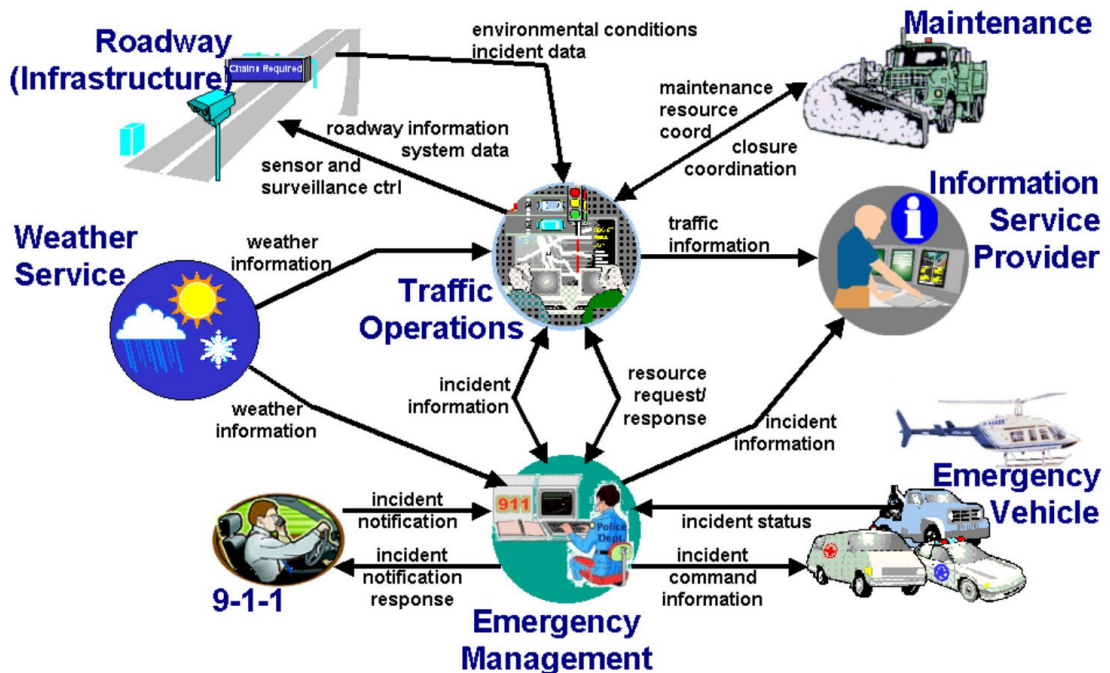 Roadway
(Infrastructure)
Chains Required
environmental conditions
incident data
roadway information
system data
sensor and
surveillance ctrl
maintenance
resource
coord
closure
coordination
Maintenance
Weather
Service
weather
information
Traffic
Operations
traffic
information
Information
Service
Provider
weather
information
incident
information
resource
request/
response
incident
information
Emergency
Vehicle
incident
notification
911
Police
Dept.
incident status
incident
notification
response
incident
command
information
9-1-1
Emergency
Management